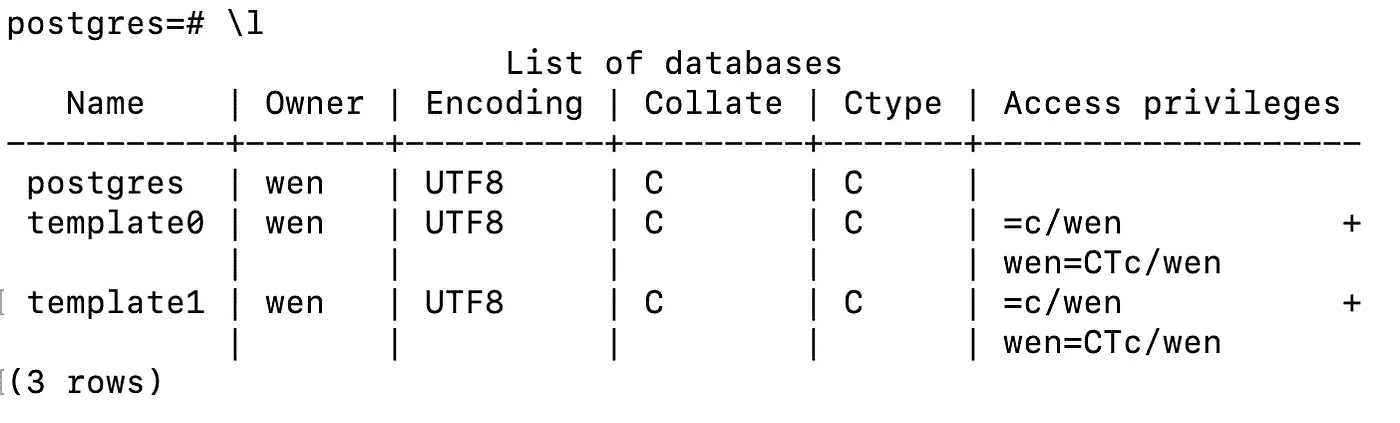 postgres=# \l
                         List of databases
   Name    | Owner | Encoding | Collate | Ctype | Access privileges
-----------+-------+----------+---------+-------+-------------------
 postgres  | wen   | UTF8     | C       | C     |
 template0 | wen   | UTF8     | C       | C     | =c/wen           +
           |       |          |         |       | wen=CTc/wen
 template1 | wen   | UTF8     | C       | C     | =c/wen           +
           |       |          |         |       | wen=CTc/wen
(3 rows)